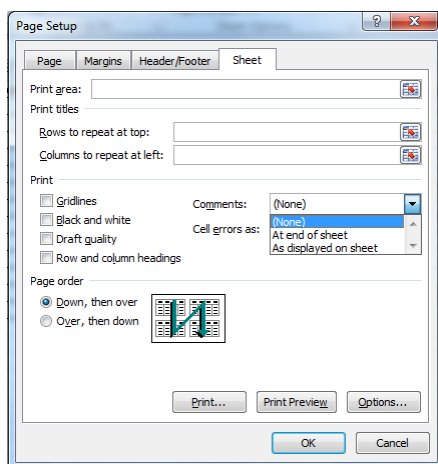 Page Setup
Page Margins Header/Footer Sheet
Print area:
Print titles
Rows to repeat at top:
Columns to repeat at left:
Print
Gridlines
Black and white
Draft quality
Row and column headings
Comments: (None)
Cell errors as:
(None)
At end of sheet
As displayed on sheet
Page order
Down, then over
Over, then down
Print... Print Preview Options...
OK Cancel